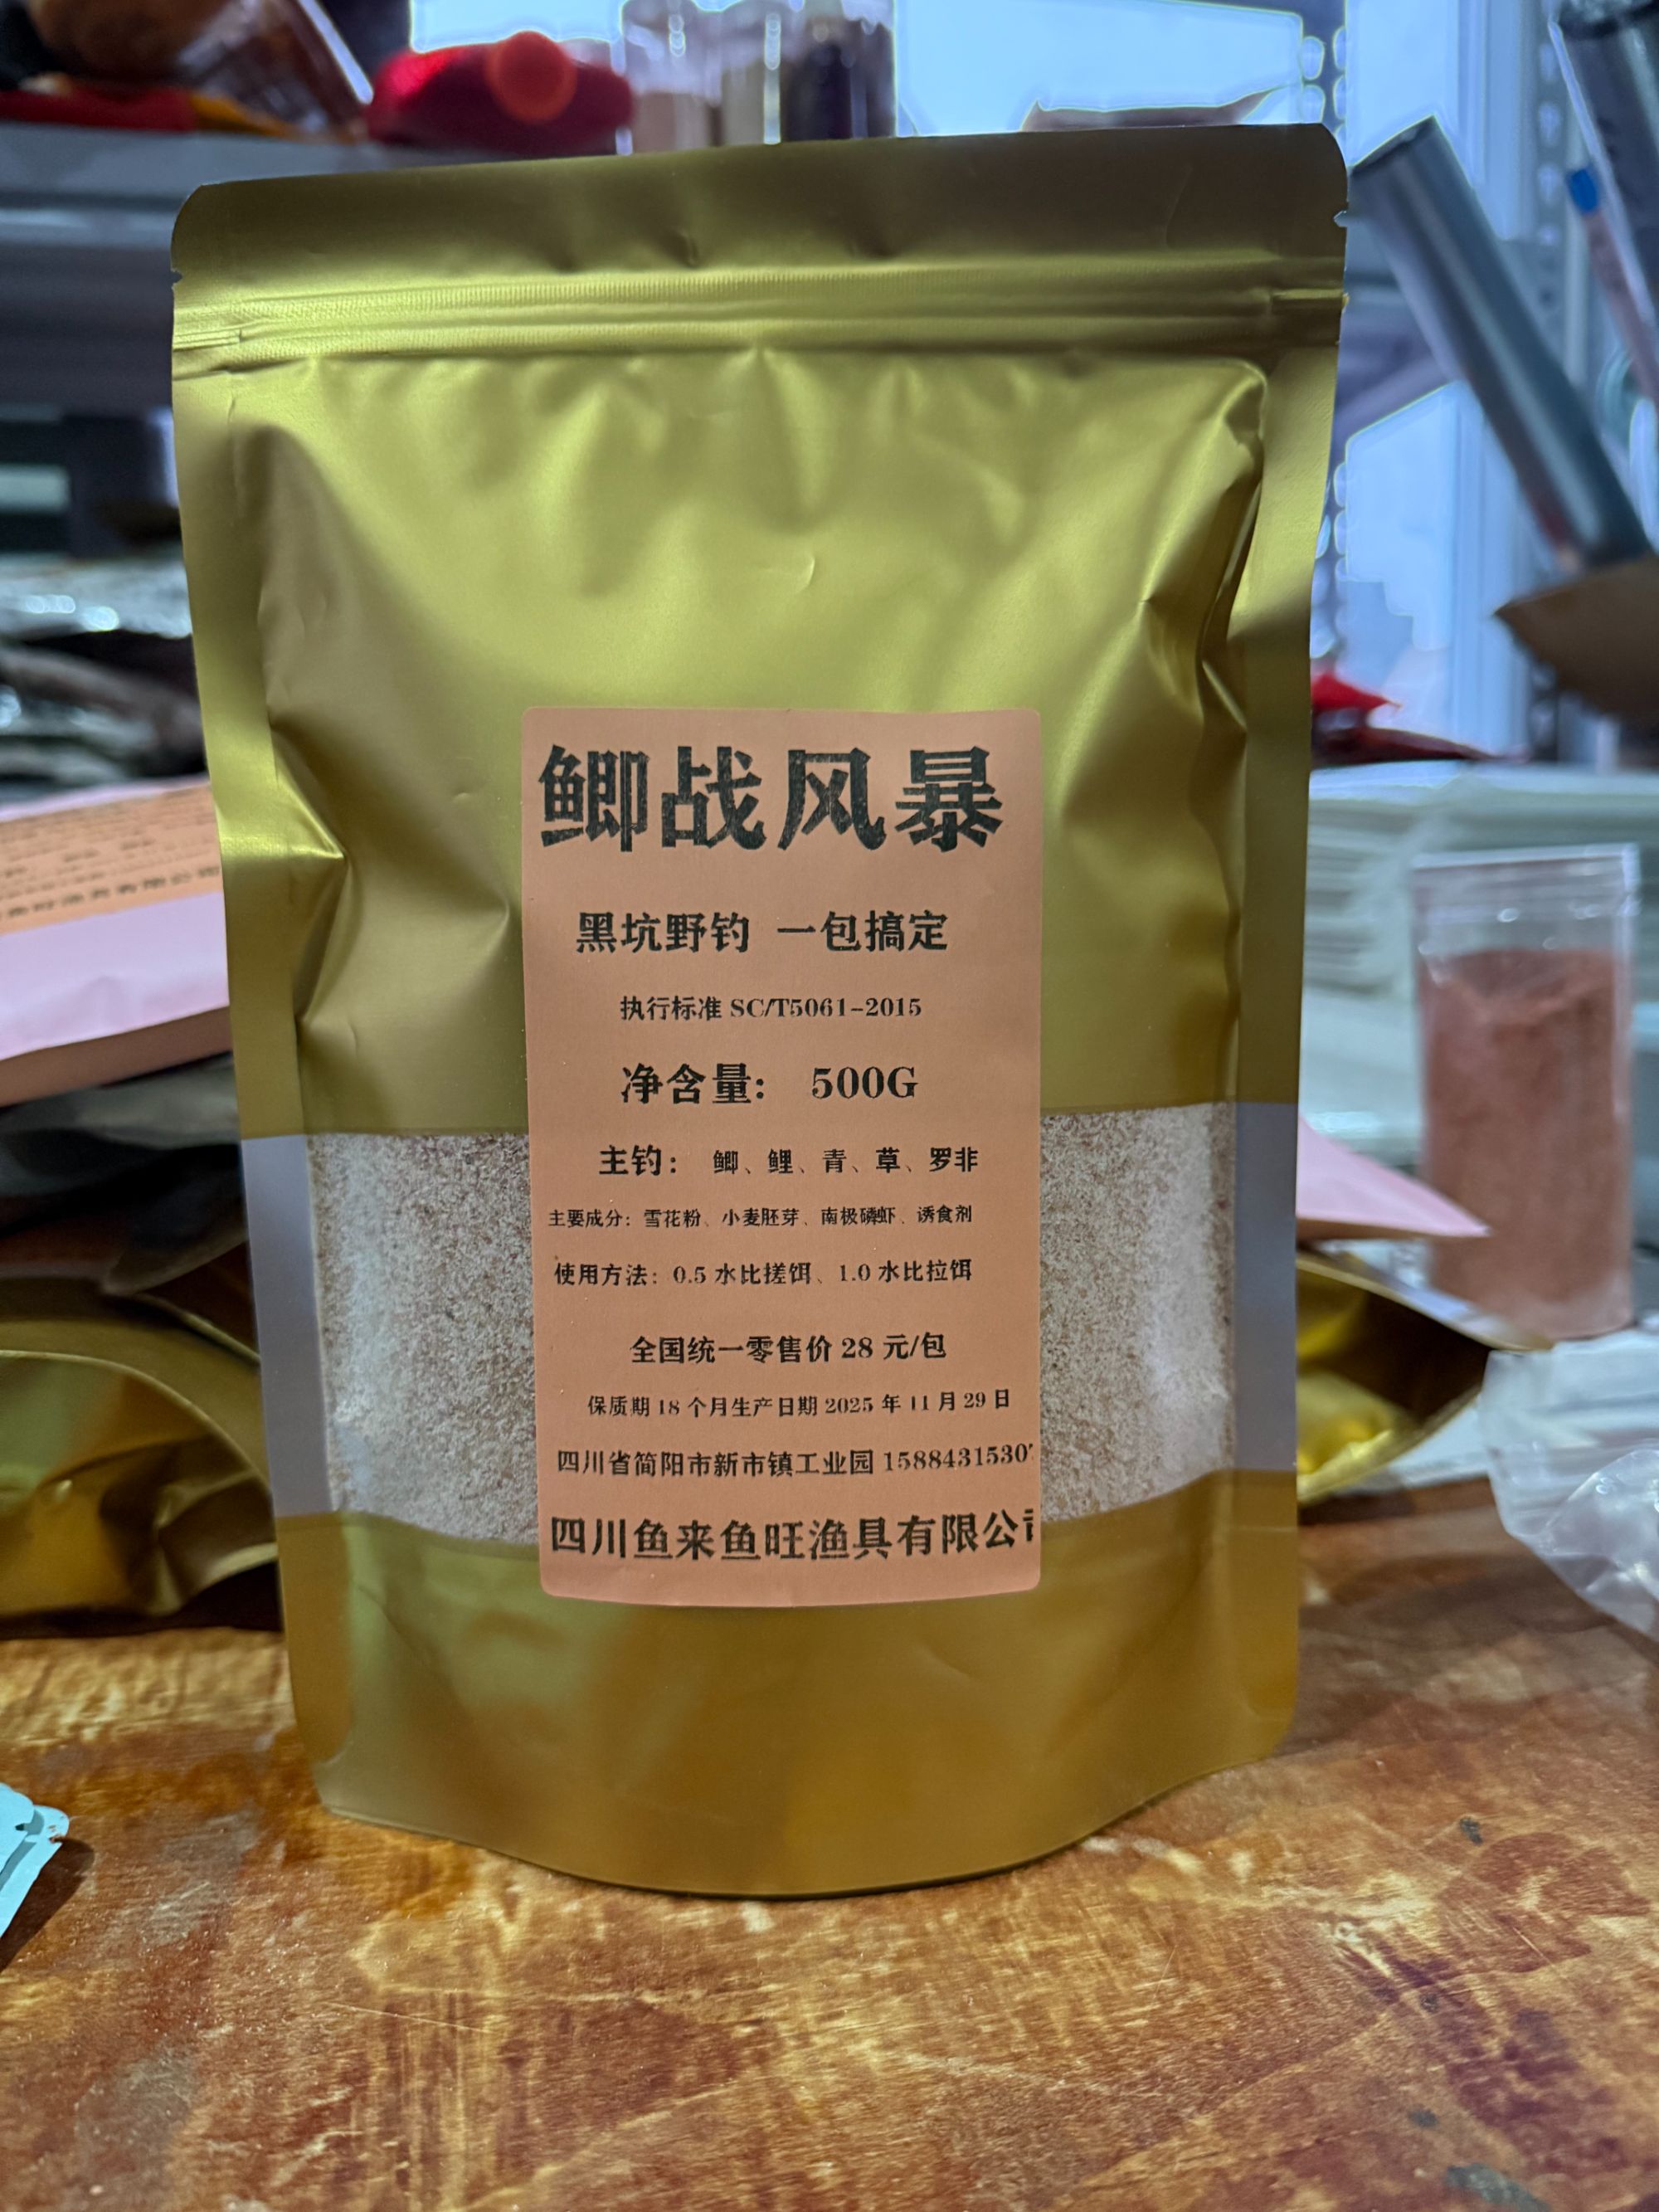 鲫战风暴
黑坑野钓 一包搞定
执行标准 SC/T5061-2015
净含量: 500G
主钓: 鲫、鲤、青、草、罗非
主要成分: 雪花粉、小麦胚芽、南极磷虾、诱食剂
使用方法: 0.5 水比搓饵、1.0 水比拉饵
全国统一零售价 28 元/包
保质期 18 个月生产日期 2025 年 11 月 29 日
四川省简阳市新市镇工业园 1588431530
四川鱼来鱼旺渔具有限公司